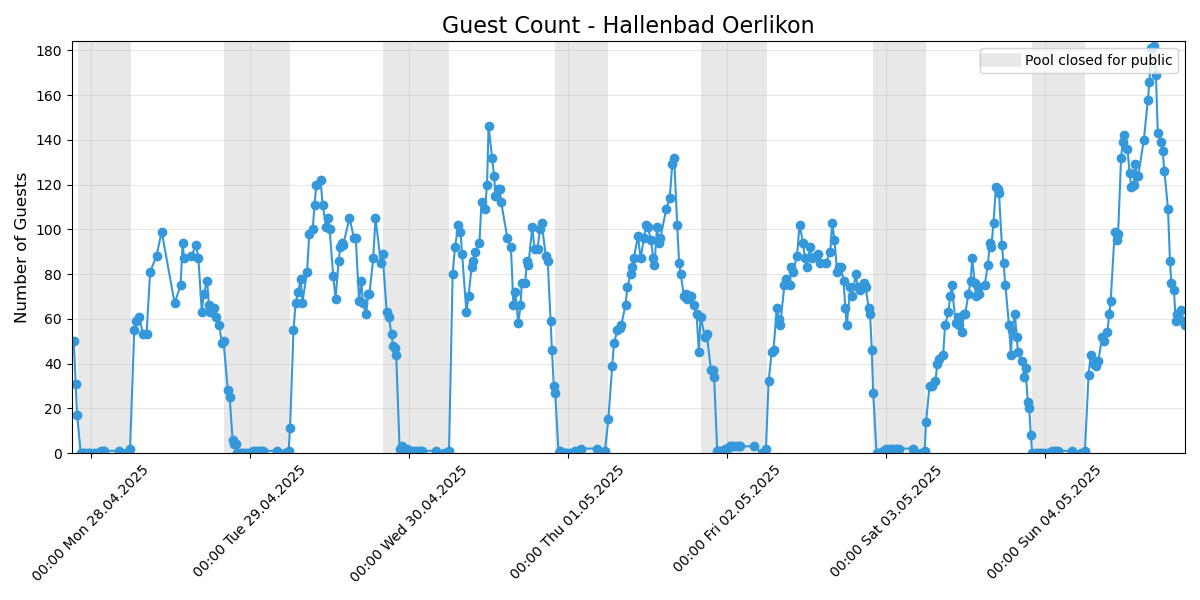 Guest Count - Hallenbad Oerlikon
Pool closed for public
Number of Guests
180
160
140
120
100
80
60
40
20
0
00:00 Mon 28.04.2025
00:00 Tue 29.04.2025
00:00 Wed 30.04.2025
00:00 Thu 01.05.2025
00:00 Fri 02.05.2025
00:00 Sat 03.05.2025
00:00 Sun 04.05.2025